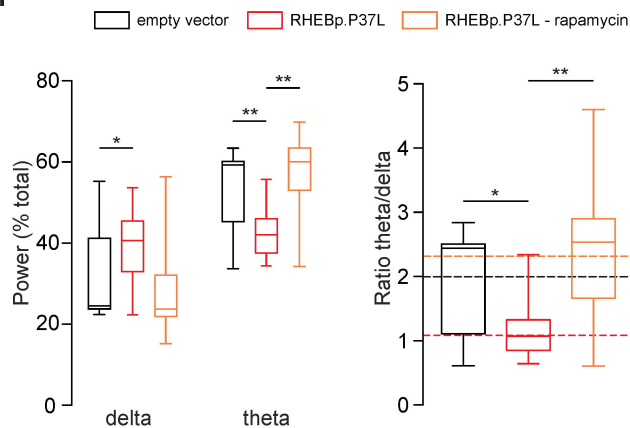 empty vector RHEBp.P37L RHEBp.P37L - rapamycin
Power (% total)
80
60
40
20
0
* ** **
delta theta
Ratio theta/delta
5
4
3
2
1
0
* **